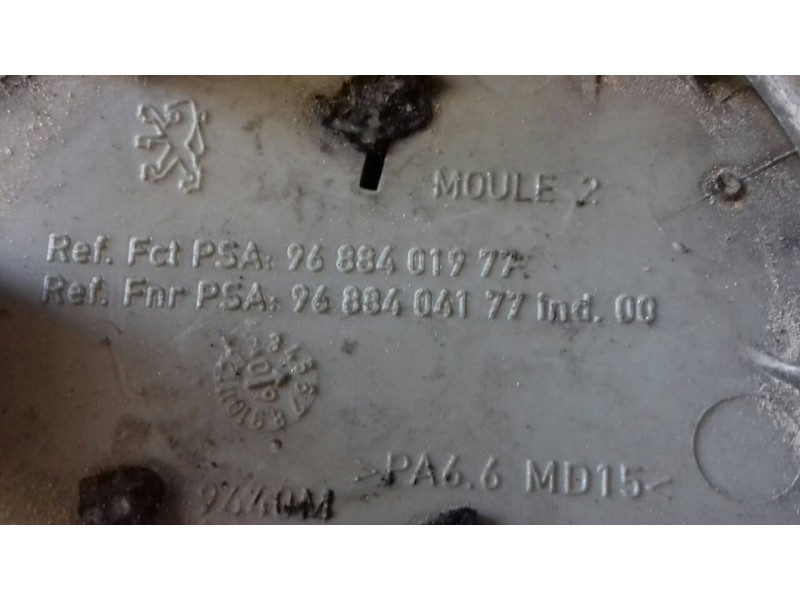 MOULE 2
Ref. Fct PSA: 96 884 019 77
Ref. Fnr PSA: 96 884 041 77 ind. 00
>PA6.6 MD15<
9440M